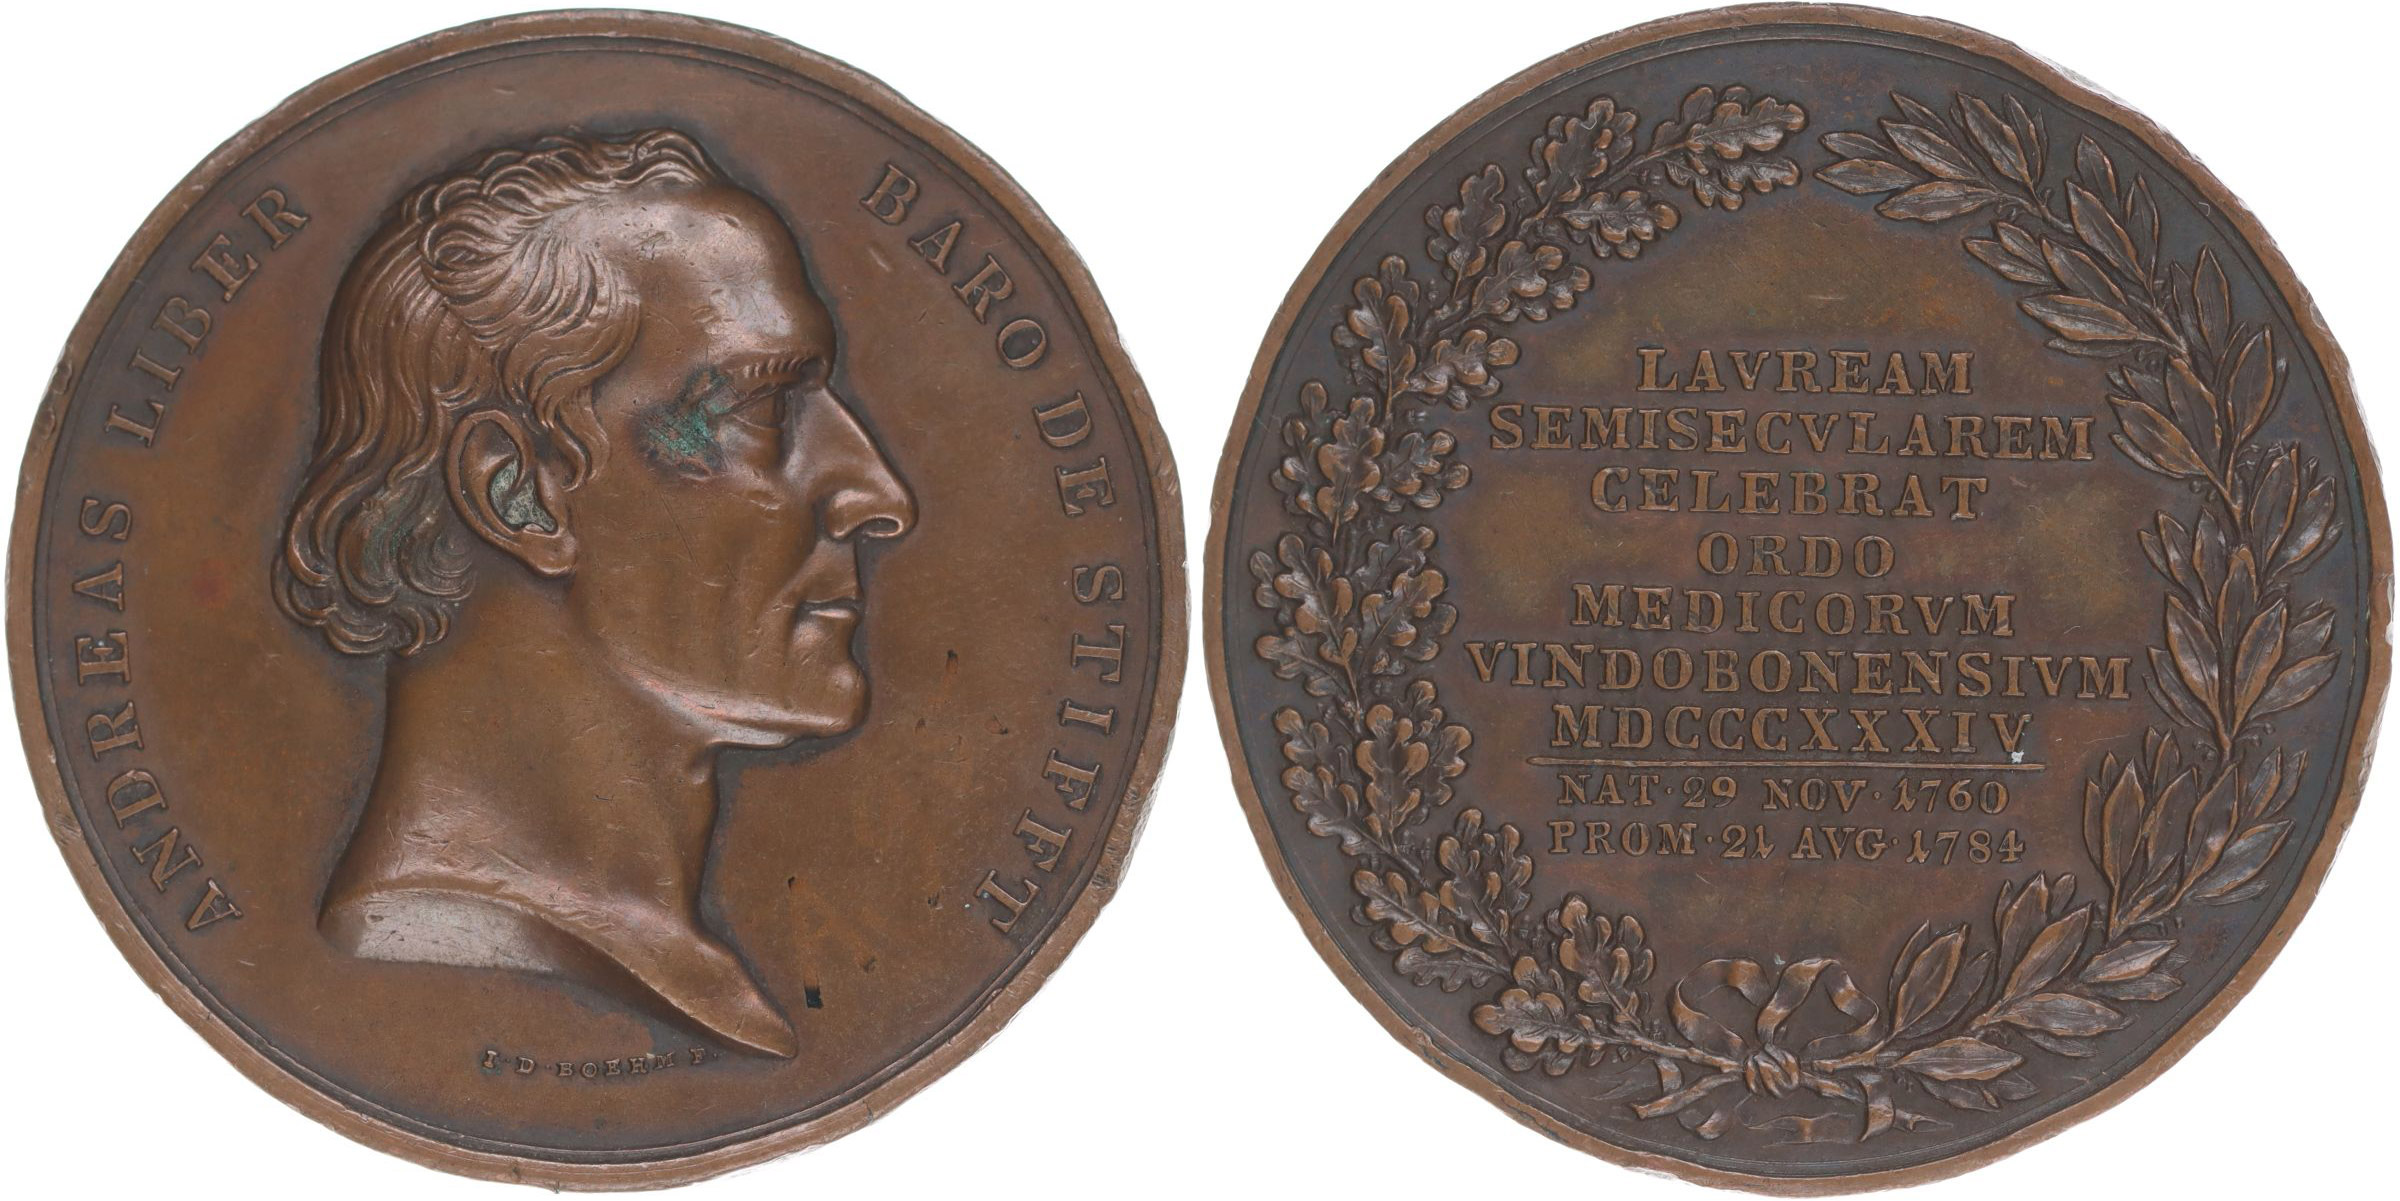 ANDREAS LIBER BARO DE STIFFT
I·D·BOEHM F.
LAVREAM
SEMISECVLAREM
CELEBRAT
ORDO
MEDICORVM
VINDOBONENSIVM
MDCCCXXXIV
NAT·29 NOV·1760
PROM·21 AVG·1784